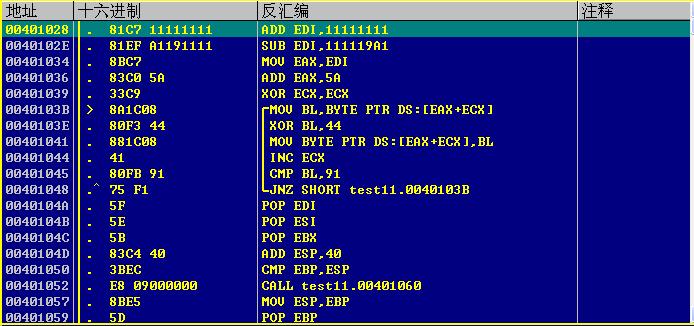 地址 十六进制 反汇编 注释
00401028 . 81C7 11111111 ADD EDI,11111111
0040102E . 81EF A1191111 SUB EDI,111119A1
00401034 . 8BC7 MOV EAX,EDI
00401036 . 83C0 5A ADD EAX,5A
00401039 . 33C9 XOR ECX,ECX
0040103B > 8A1C08 MOV BL,BYTE PTR DS:[EAX+ECX]
0040103E . 80F3 44 XOR BL,44
00401041 . 881C08 MOV BYTE PTR DS:[EAX+ECX],BL
00401044 . 41 INC ECX
00401045 . 80FB 91 CMP BL,91
00401048 .^ 75 F1 JNZ SHORT test11.0040103B
0040104A . 5F POP EDI
0040104B . 5E POP ESI
0040104C . 5B POP EBX
0040104D . 83C4 40 ADD ESP,40
00401050 . 3BEC CMP EBP,ESP
00401052 . E8 09000000 CALL test11.00401060
00401057 . 8BE5 MOV ESP,EBP
00401059 . 5D POP EBP